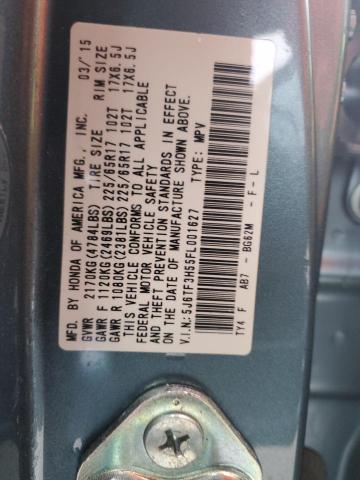 MFD. BY HONDA OF AMERICA MFG., INC. 03/15
GVWR 2170KG(4784LBS) TIRE SIZE RIM SIZE
GAWR F 1120KG(2469LBS) 225/65R17 102T 17X6.5J
GAWR R 1080KG(2381LBS) 225/65R17 102T 17X6.5J
THIS VEHICLE CONFORMS TO ALL APPLICABLE
FEDERAL MOTOR VEHICLE SAFETY
AND THEFT PREVENTION STANDARDS IN EFFECT
ON THE DATE OF MANUFACTURE SHOWN ABOVE.
V.I.N.: 5J6TF3H55FL001627 TYPE: MPV
TY4 F AB7- BG62M - F - L